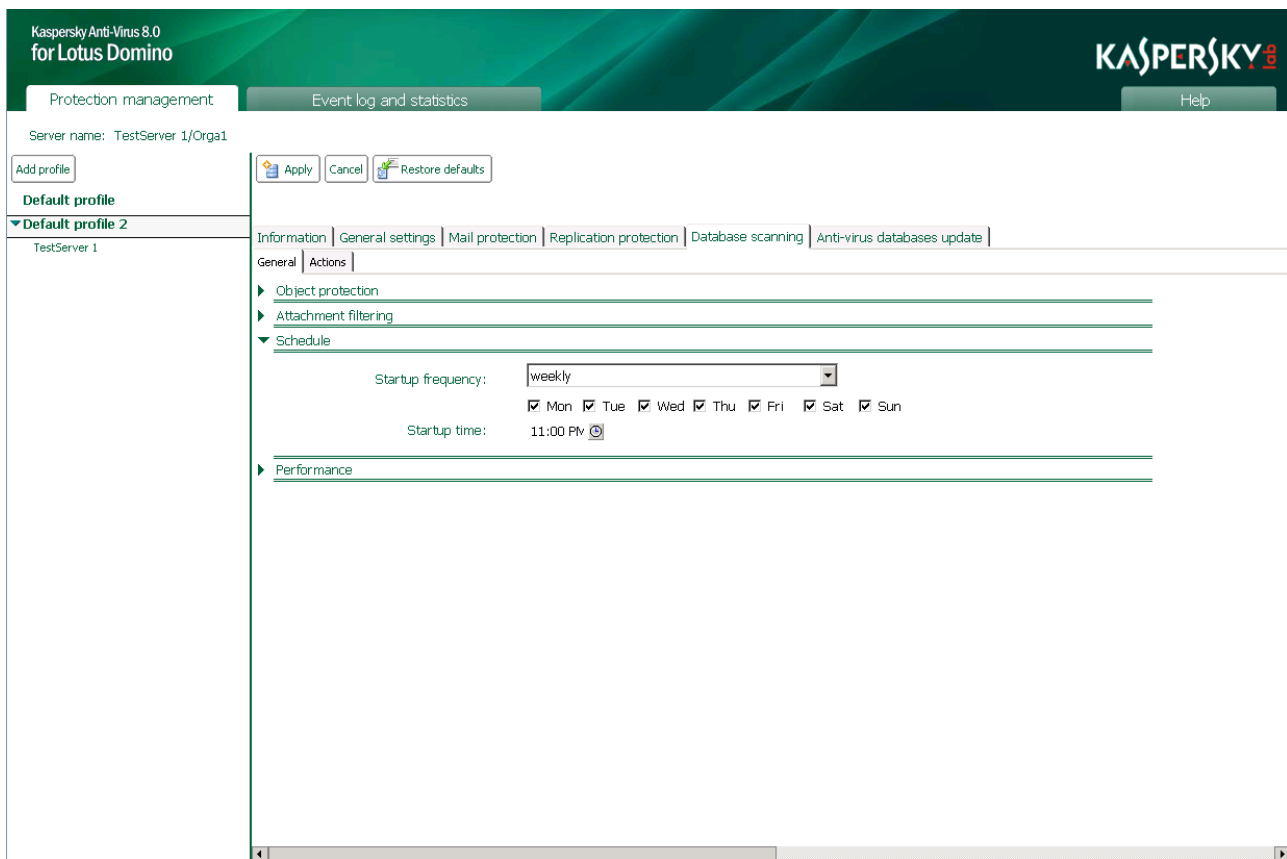 Kaspersky Anti-Virus 8.0
for Lotus Domino
KASPERSKY lab
Protection management
Event log and statistics
Help
Server name: TestServer 1/Orga1
Add profile
Apply
Cancel
Restore defaults
Default profile
Default profile 2
TestServer 1
Information
General settings
Mail protection
Replication protection
Database scanning
Anti-virus databases update
General
Actions
Object protection
Attachment filtering
Schedule
Startup frequency:
weekly
Mon Tue Wed Thu Fri Sat Sun
Startup time:
11:00 PM
Performance